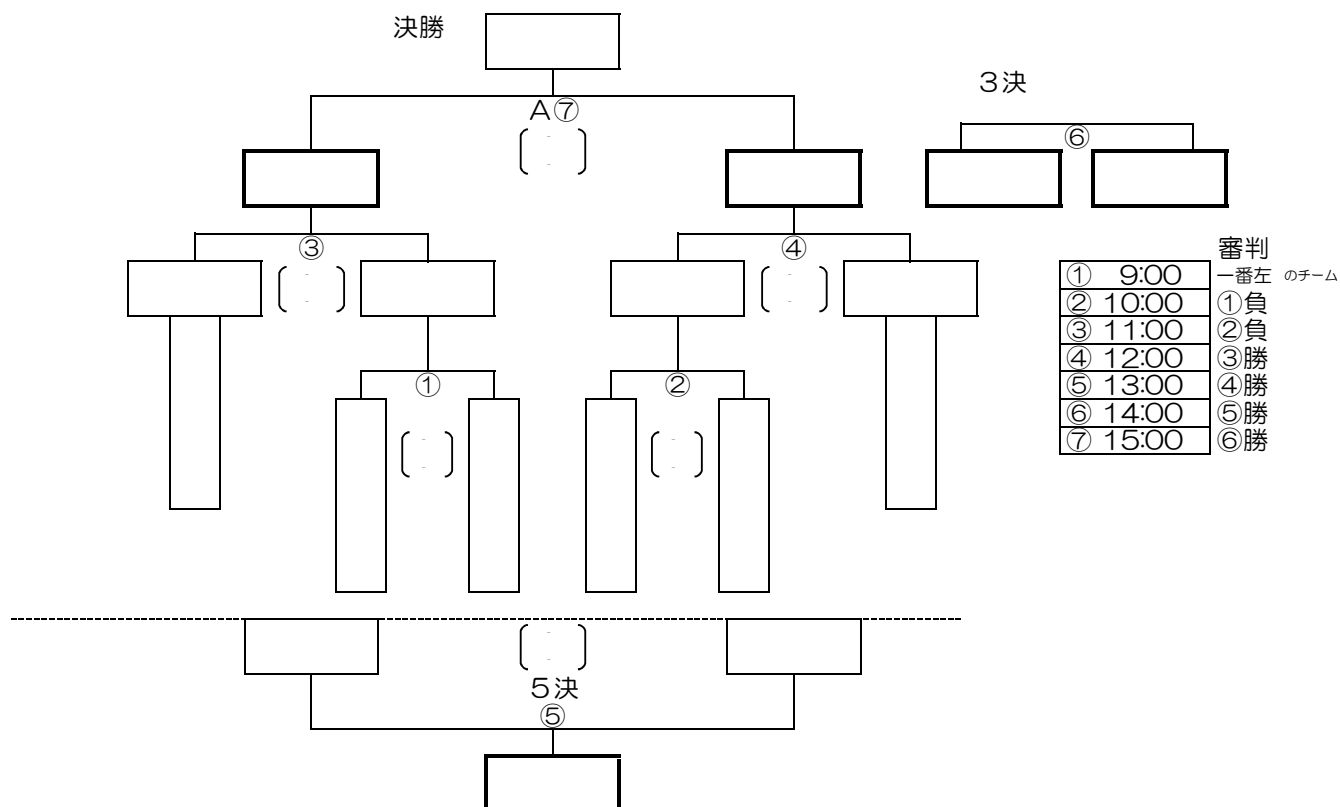 決勝
３決
Ａ⑦
⑥
③
④
審判
① 9:00 一番左 のチーム
② 10:00 ①負
③ 11:00 ②負
④ 12:00 ③勝
⑤ 13:00 ④勝
⑥ 14:00 ⑤勝
⑦ 15:00 ⑥勝
①
②
５決
⑤